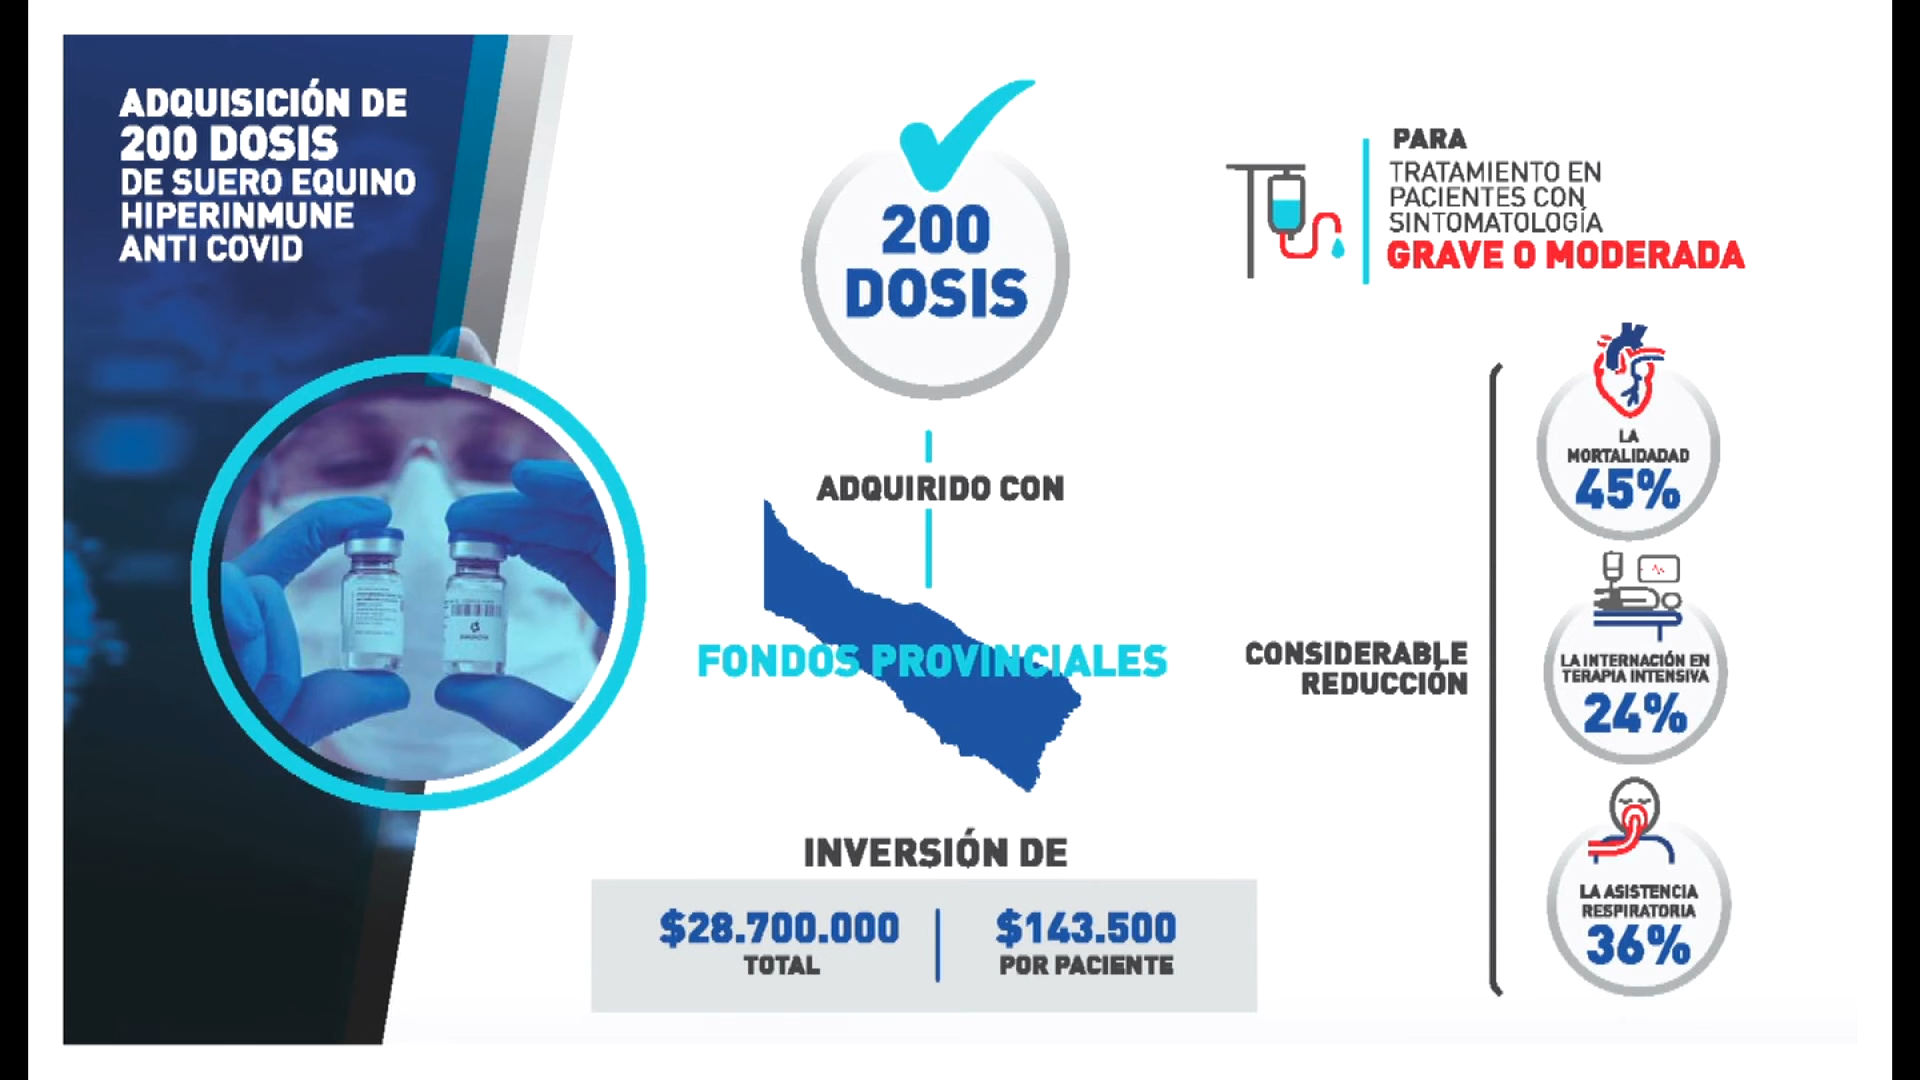 ADQUISICIÓN DE
200 DOSIS
DE SUERO EQUINO
HIPERINMUNE
ANTI COVID
200
DOSIS
ADQUIRIDO CON
FONDOS PROVINCIALES
INVERSIÓN DE
$28.700.000
TOTAL
$143.500
POR PACIENTE
PARA
TRATAMIENTO EN
PACIENTES CON
SINTOMATOLOGÍA
GRAVE O MODERADA
CONSIDERABLE
REDUCCIÓN
LA
MORTALIDADAD
45%
LA INTERNACIÓN EN
TERAPIA INTENSIVA
24%
LA ASISTENCIA
RESPIRATORIA
36%